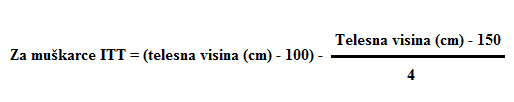 Za muškarce ITT = (telesna visina (cm) - 100) -
Telesna visina (cm) - 150
4